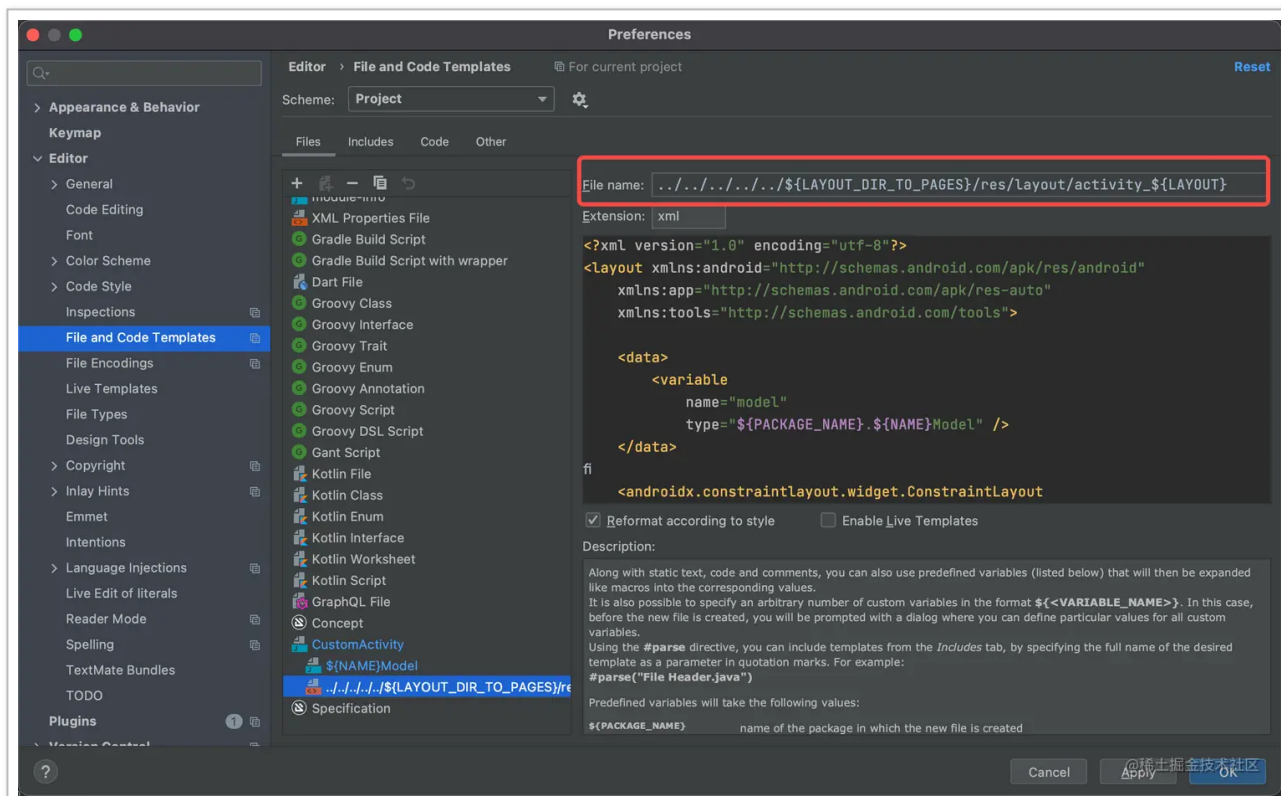 Preferences
Editor › File and Code Templates
For current project
Reset
Scheme:
Project
Files
Includes
Code
Other
Appearance & Behavior
Keymap
Editor
General
Code Editing
Font
Color Scheme
Code Style
Inspections
File and Code Templates
File Encodings
Live Templates
File Types
Design Tools
Copyright
Inlay Hints
Emmet
Intentions
Language Injections
Live Edit of literals
Reader Mode
Spelling
TextMate Bundles
TODO
Plugins
1
Version Control
module-info
XML Properties File
Gradle Build Script
Gradle Build Script with wrapper
Dart File
Groovy Class
Groovy Interface
Groovy Trait
Groovy Enum
Groovy Annotation
Groovy Script
Groovy DSL Script
Gant Script
Kotlin File
Kotlin Class
Kotlin Enum
Kotlin Interface
Kotlin Worksheet
Kotlin Script
GraphQL File
Concept
CustomActivity
${NAME}Model
../../../../../${LAYOUT_DIR_TO_PAGES}/re
Specification
File name:
../../../../../${LAYOUT_DIR_TO_PAGES}/res/layout/activity_${LAYOUT}
Extension:
xml
<?xml version="1.0" encoding="utf-8"?>
<layout xmlns:android="http://schemas.android.com/apk/res/android"
xmlns:app="http://schemas.android.com/apk/res-auto"
xmlns:tools="http://schemas.android.com/tools">
<data>
<variable
name="model"
type="${PACKAGE_NAME}.${NAME}Model" />
</data>
fi
<androidx.constraintlayout.widget.ConstraintLayout
Reformat according to style
Enable Live Templates
Description:
Along with static text, code and comments, you can also use predefined variables (listed below) that will then be expanded
like macros into the corresponding values.
It is also possible to specify an arbitrary number of custom variables in the format ${<VARIABLE_NAME>}. In this case,
before the new file is created, you will be prompted with a dialog where you can define particular values for all custom
variables.
Using the #parse directive, you can include templates from the Includes tab, by specifying the full name of the desired
template as a parameter in quotation marks. For example:
#parse("File Header.java")
Predefined variables will take the following values:
${PACKAGE_NAME}
name of the package in which the new file is created
?
Cancel
Apply
OK
@稀土掘金技术社区